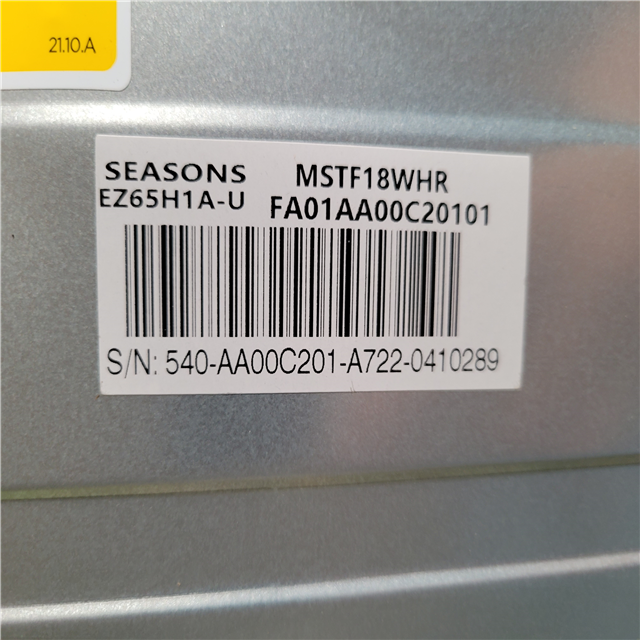 21.10.A
SEASONS MSTF18WHR
EZ65H1A-U FA01AA00C20101
S/N: 540-AA00C201-A722-0410289